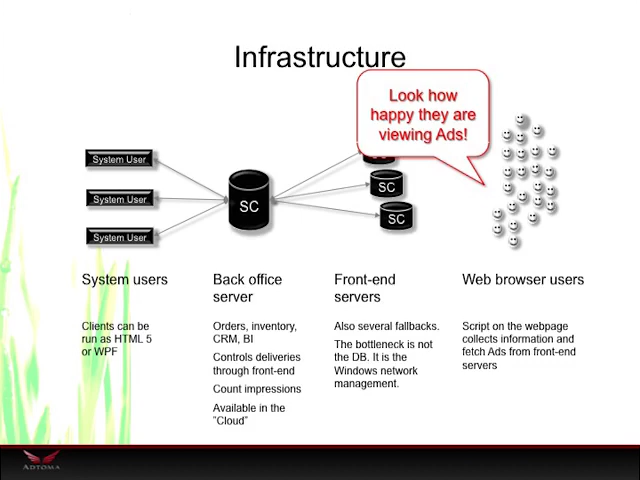 Infrastructure
Look how
happy they are
viewing Ads!
System User
System User
System User
SC
SC
SC
System users
Clients can be
run as HTML 5
or WPF
Back office
server
Orders, inventory,
CRM, BI
Controls deliveries
through front-end
Count impressions
Available in the
"Cloud"
Front-end
servers
Also several fallbacks.
The bottleneck is not
the DB. It is the
Windows network
management.
Web browser users
Script on the webpage
collects information and
fetch Ads from front-end
servers
ADTOMA